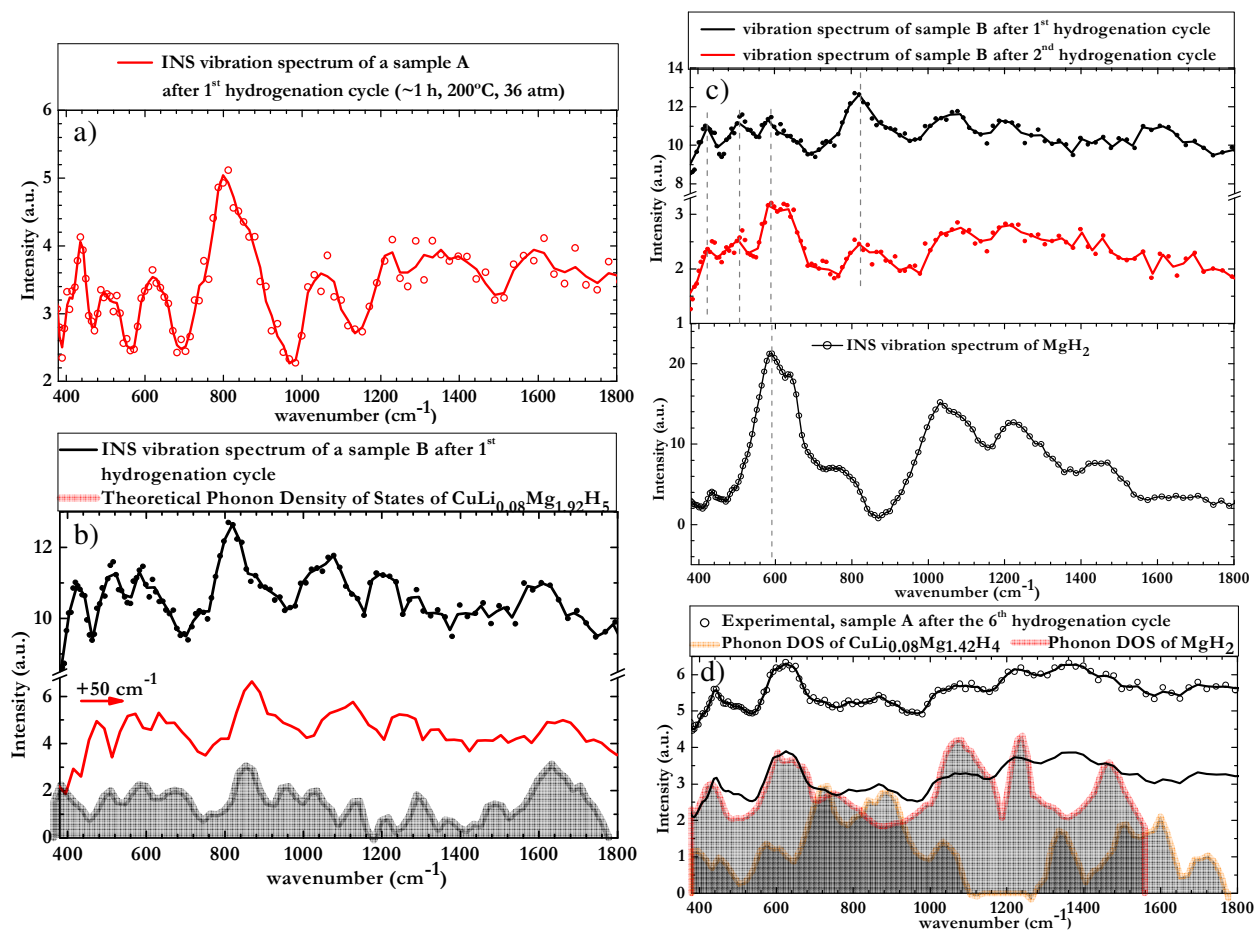 INS vibration spectrum of a sample A
after 1st hydrogenation cycle (~1 h, 200ºC, 36 atm)
a)
6
5
4
3
2
Intensity (a.u.)
400 600 800 1000 1200 1400 1600 1800
wavenumber (cm-1)
INS vibration spectrum of a sample B after 1st
hydrogenation cycle
Theoretical Phonon Density of States of CuLi0.08Mg1.92H5
b)
12
10
6
4
2
0
+50 cm-1
Intensity (a.u.)
400 600 800 1000 1200 1400 1600 1800
wavenumber (cm-1)
vibration spectrum of sample B after 1st hydrogenation cycle
vibration spectrum of sample B after 2nd hydrogenation cycle
c)
14
12
10
8
3
2
1
Intensity (a.u.)
INS vibration spectrum of MgH2
20
10
0
Intensity (a.u.)
400 600 800 1000 1200 1400 1600 1800
wavenumber (cm-1)
Experimental, sample A after the 6th hydrogenation cycle
Phonon DOS of CuLi0.08Mg1.42H4 Phonon DOS of MgH2
d)
6
5
4
3
2
1
0
Intensity (a.u.)
400 600 800 1000 1200 1400 1600 1800
wavenumber (cm-1)